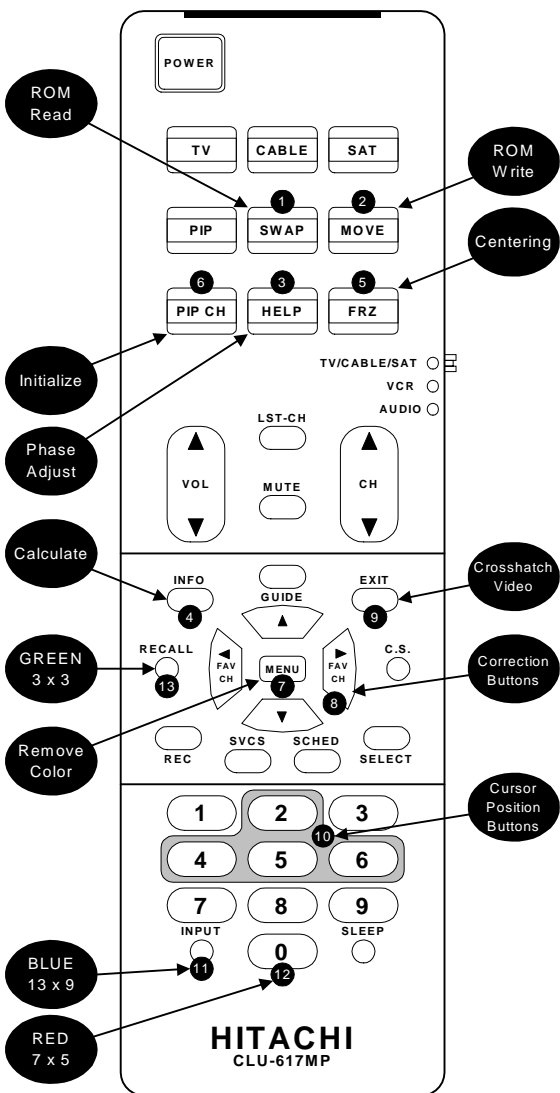 POWER
ROM
Read
TV CABLE SAT
ROM
Write
1 2
PIP SWAP MOVE
Centering
6 3 5
PIP CH HELP FRZ
Initialize
TV/CABLE/SAT
VCR
AUDIO
LST-CH
Phase
Adjust
VOL CH
MUTE
Calculate
INFO EXIT
GUIDE
4 9
Crosshatch
Video
RECALL C.S.
GREEN
3 x 3
FAV
CH
MENU
FAV
CH
13 7 8
Correction
Buttons
Remove
Color
REC SVCS SCHED SELECT
1 2 3
10
Cursor
Position
Buttons
4 5 6
7 8 9
INPUT SLEEP
0
11 12
BLUE
13 x 9
RED
7 x 5
HITACHI
CLU-617MP